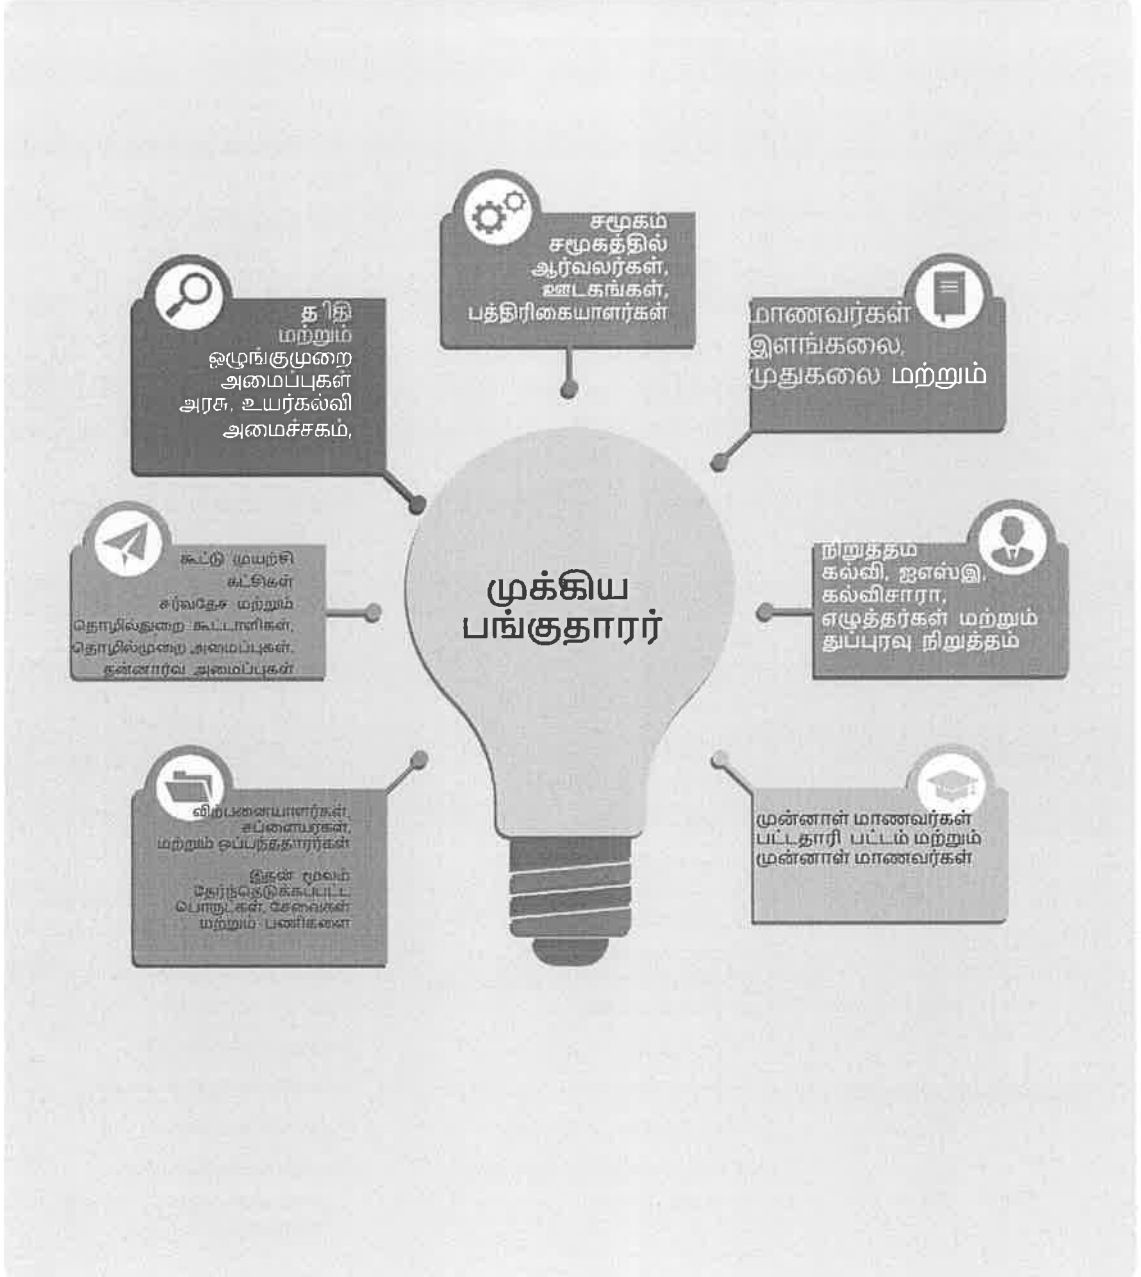 சமூகம்
சமூகத்தில்
ஆர்வலர்கள்,
ஊடகங்கள்,
பத்திரிகையாளர்கள்
மற்றும்
ஒழுங்குமுறை
அமைப்புகள்
அரசு, உயர்கல்வி
அமைச்சகம்,
மாணவர்கள்
இளங்கலை,
முதுகலை மற்றும்
கூட்டு முயற்சி
கட்சிகள்
சர்வதேச மற்றும்
தொழில்துறை கூட்டாளிகள்,
தொழில்முறை அமைப்புகள்,
தன்னார்வ அமைப்புகள்
முக்கிய
பங்குதாரர்
நிறுத்தம்
கல்வி, ஐஎஸ்இ,
கல்விசாரா,
எழுத்தர்கள் மற்றும்
துப்புரவு நிறுத்தம்
விற்பனையாளர்கள்,
சப்ளையர்கள்,
மற்றும் ஒப்பந்ததாரர்கள்
இதன் மூலம்
தேர்ந்தெடுக்கப்பட்ட
பொருட்கள், சேவைகள்
மற்றும் பணிகளை
முன்னாள் மாணவர்கள்
பட்டதாரி பட்டம் மற்றும்
முன்னாள் மாணவர்கள்